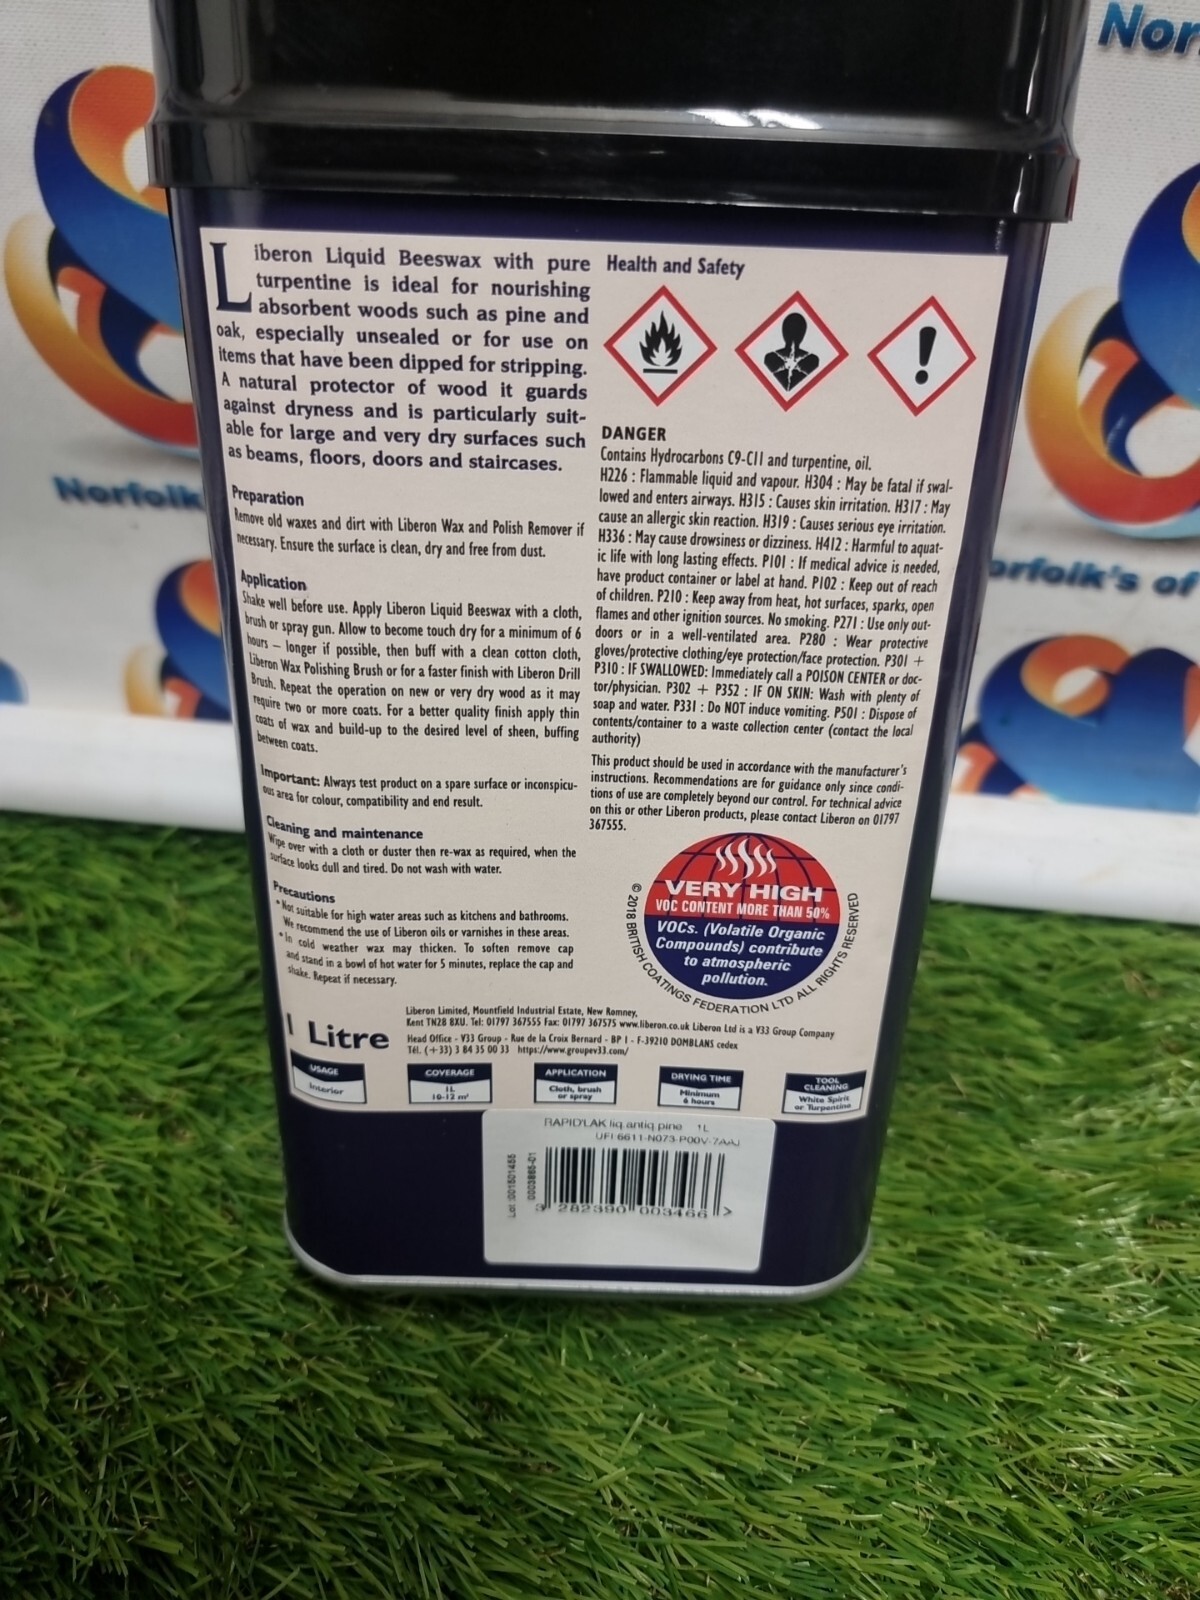 Nor
Norfolk
orfolk's of
Liberon Liquid Beeswax with pure
turpentine is ideal for nourishing
absorbent woods such as pine and
oak, especially unsealed or for use on
items that have been dipped for stripping.
A natural protector of wood it guards
against dryness and is particularly suit-
able for large and very dry surfaces such
as beams, floors, doors and staircases.
Preparation
Remove old waxes and dirt with Liberon Wax and Polish Remover if
necessary. Ensure the surface is clean, dry and free from dust.
Application
Shake well before use. Apply Liberon Liquid Beeswax with a cloth,
brush or spray gun. Allow to become touch dry for a minimum of 6
hours – longer if possible, then buff with a clean cotton cloth,
Liberon Wax Polishing Brush or for a faster finish with Liberon Drill
Brush. Repeat the operation on new or very dry wood as it may
require two or more coats. For a better quality finish apply thin
coats of wax and build-up to the desired level of sheen, buffing
between coats.
Important: Always test product on a spare surface or inconspicu-
ous area for colour, compatibility and end result.
Cleaning and maintenance
Wipe over with a cloth or duster then re-wax as required, when the
surface looks dull and tired. Do not wash with water.
Precautions
* Not suitable for high water areas such as kitchens and bathrooms.
We recommend the use of Liberon oils or varnishes in these areas.
* In cold weather wax may thicken. To soften remove cap
and stand in a bowl of hot water for 5 minutes, replace the cap and
shake. Repeat if necessary.
Health and Safety
DANGER
Contains Hydrocarbons C9-C11 and turpentine, oil.
H226 : Flammable liquid and vapour. H304 : May be fatal if swal-
lowed and enters airways. H315 : Causes skin irritation. H317 : May
cause an allergic skin reaction. H319 : Causes serious eye irritation.
H336 : May cause drowsiness or dizziness. H412 : Harmful to aquat-
ic life with long lasting effects. P101 : If medical advice is needed,
have product container or label at hand. P102 : Keep out of reach
of children. P210 : Keep away from heat, hot surfaces, sparks, open
flames and other ignition sources. No smoking. P271 : Use only out-
doors or in a well-ventilated area. P280 : Wear protective
gloves/protective clothing/eye protection/face protection. P301 +
P310 : IF SWALLOWED: Immediately call a POISON CENTER or doc-
tor/physician. P302 + P352 : IF ON SKIN: Wash with plenty of
soap and water. P331 : Do NOT induce vomiting. P501 : Dispose of
contents/container to a waste collection center (contact the local
authority)
This product should be used in accordance with the manufacturer's
instructions. Recommendations are for guidance only since condi-
tions of use are completely beyond our control. For technical advice
on this or other Liberon products, please contact Liberon on 01797
367555.
VERY HIGH
VOC CONTENT MORE THAN 50%
VOCs. (Volatile Organic
Compounds) contribute
to atmospheric
pollution.
© 2018 BRITISH COATINGS FEDERATION LTD ALL RIGHTS RESERVED
1 Litre
Liberon Limited, Mountfield Industrial Estate, New Romney,
Kent TN28 8XU. Tel: 01797 367555 Fax: 01797 367575 www.liberon.co.uk Liberon Ltd is a V33 Group Company
Head Office - V33 Group - Rue de la Croix Bernard - BP 1 - F-39210 DOMBLANS cedex
Tél. (+33) 3 84 35 00 33 https://www.groupev33.com/
USAGE
Interior
COVERAGE
1L
10-12 m²
APPLICATION
Cloth, brush
or spray
DRYING TIME
Minimum
6 hours
TOOL
CLEANING
White Spirit
or Turpentine
RAPID'LAK liq.antiq.pine 1L
UFI 6611-N073-P00V-7AAJ
Lot :001501455
0003865-01
3 282390 003466 >